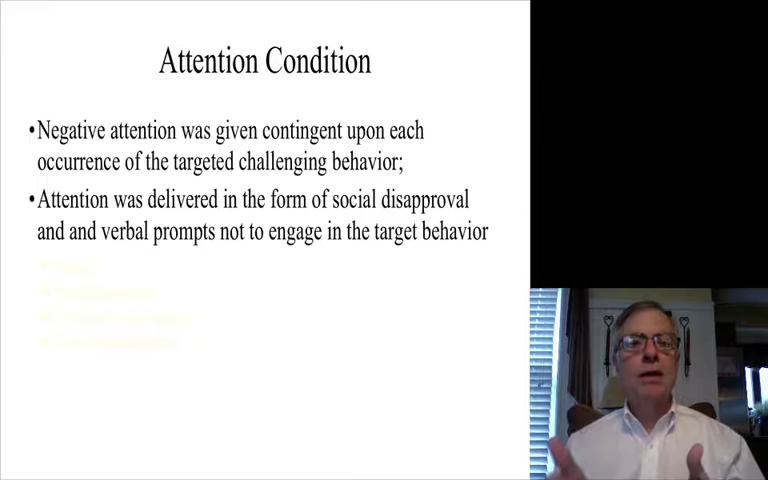 Attention Condition
•Negative attention was given contingent upon each
occurrence of the targeted challenging behavior;
•Attention was delivered in the form of social disapproval
and and verbal prompts not to engage in the target behavior